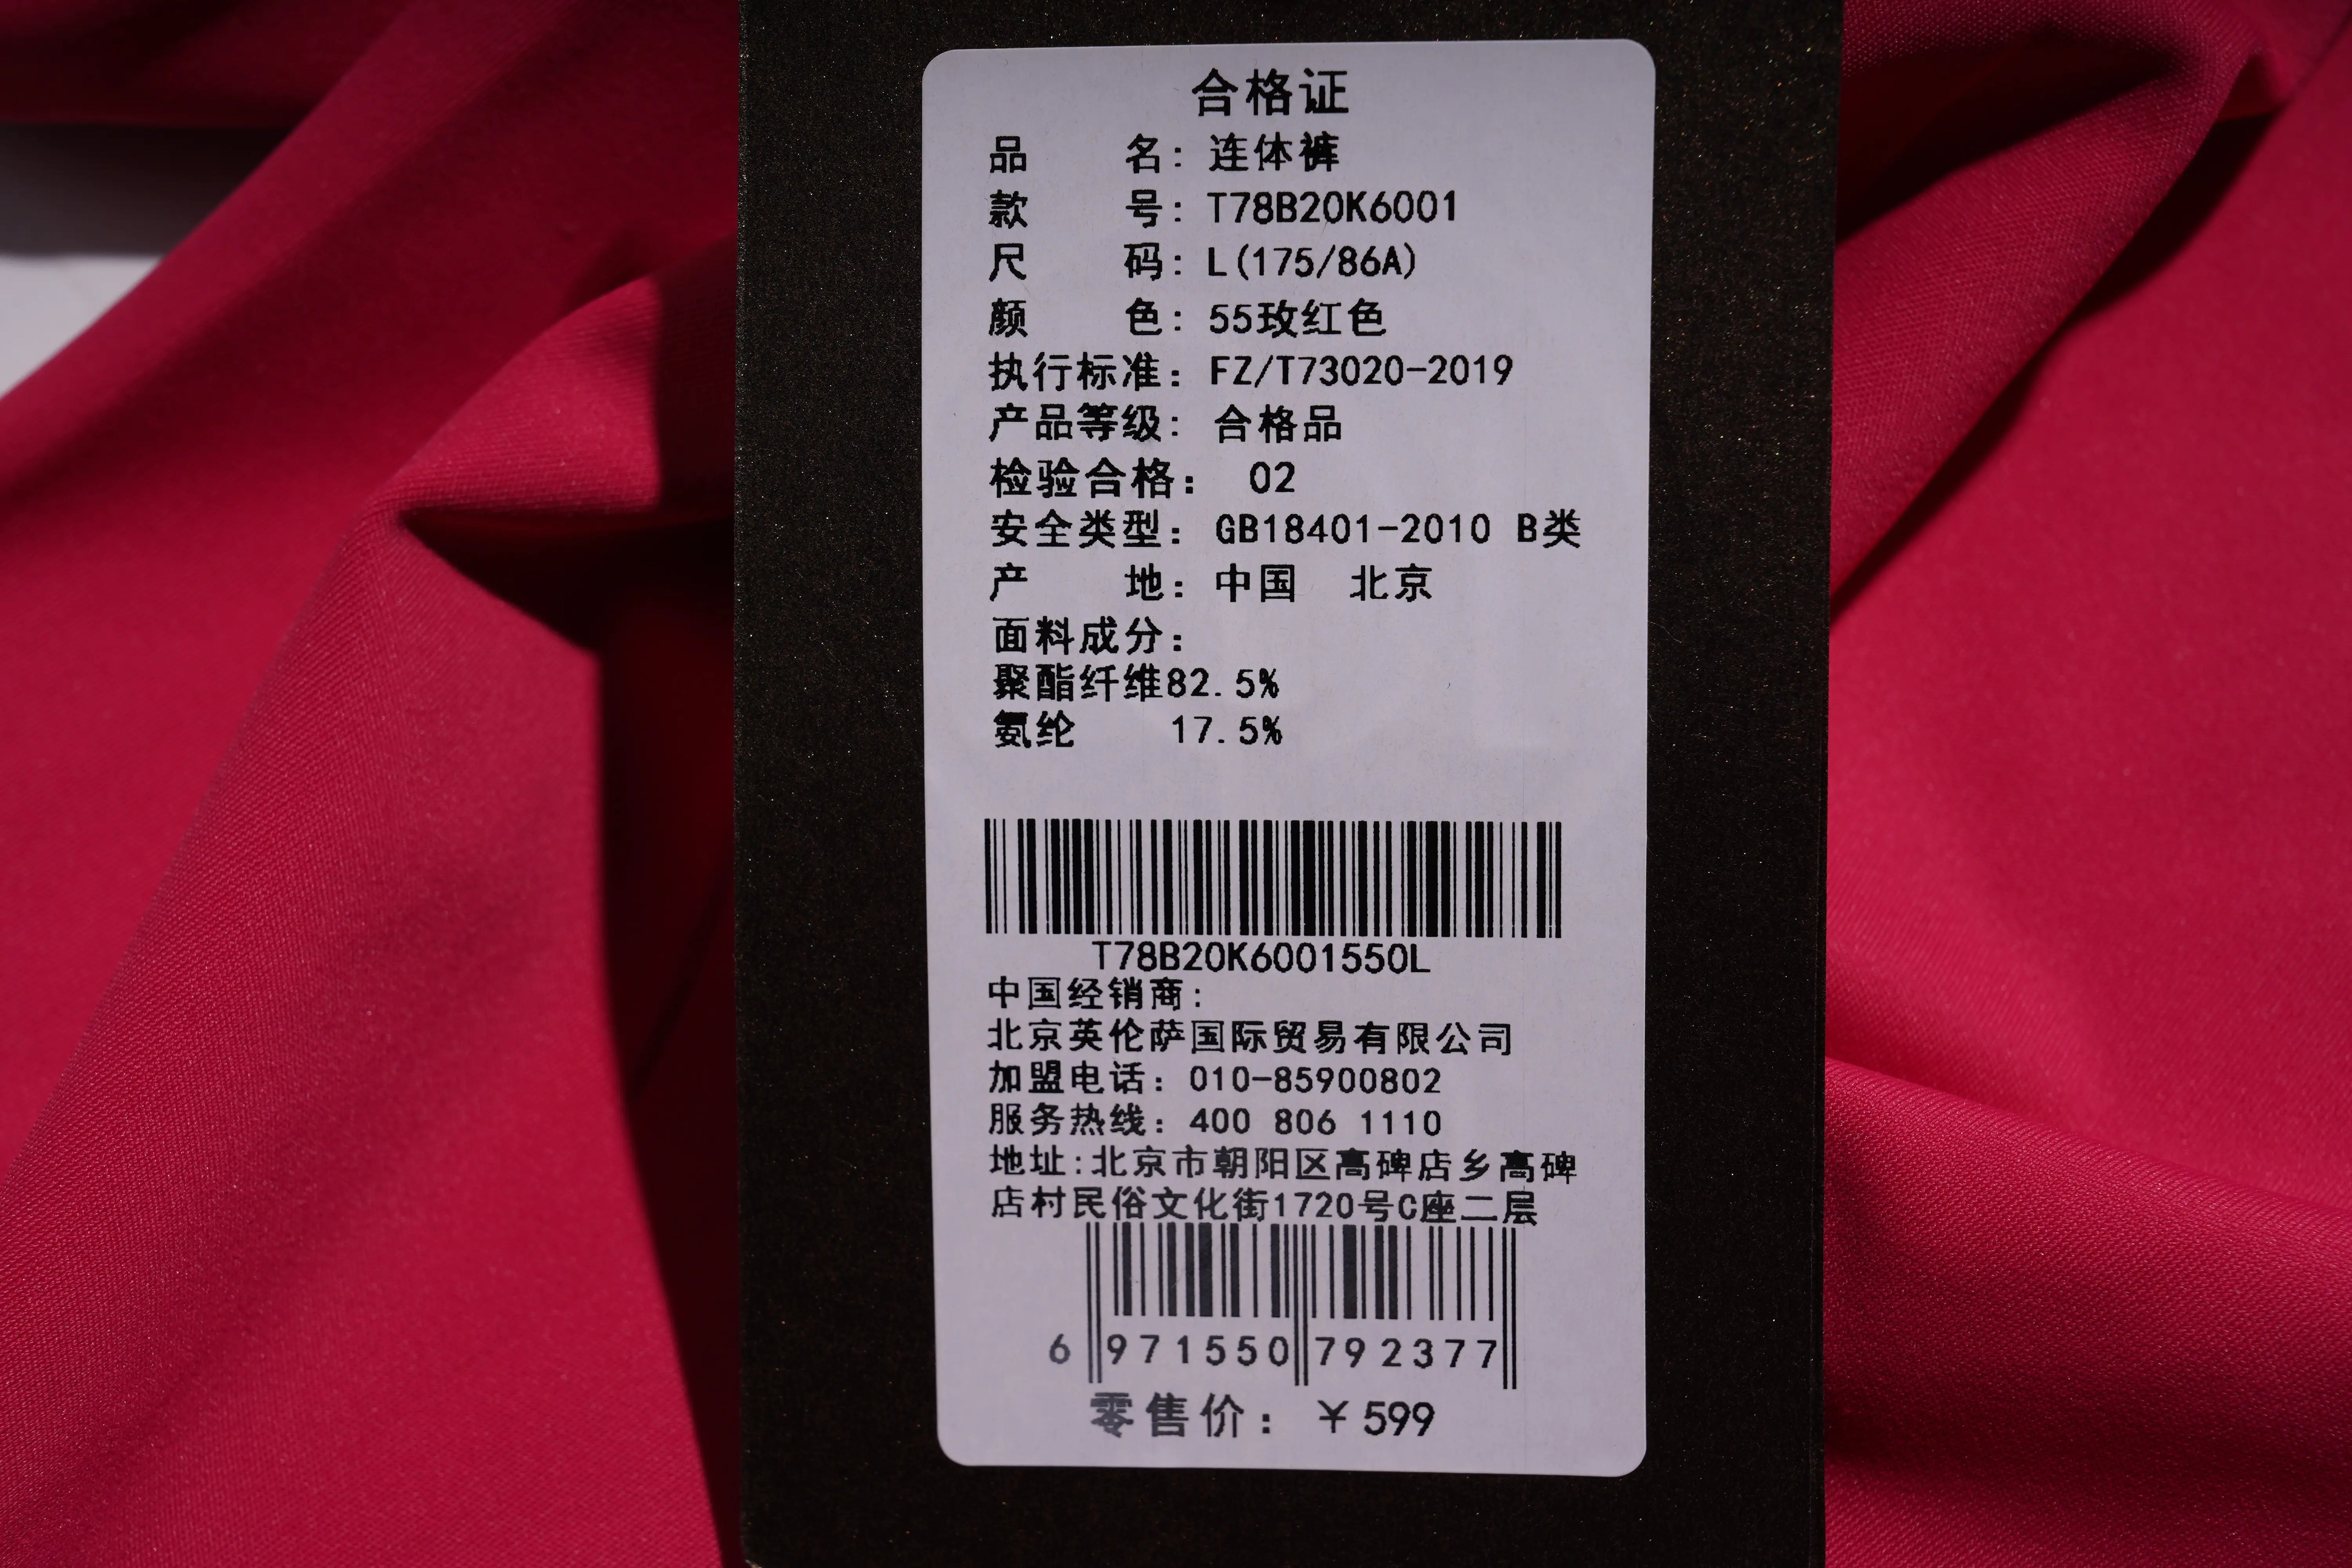 合格证
品 名: 连体裤
款 号: T78B20K6001
尺 码: L(175/86A)
颜 色: 55玫红色
执行标准: FZ/T73020-2019
产品等级: 合格品
检验合格: 02
安全类型: GB18401-2010 B类
产 地: 中国 北京
面料成分:
聚酯纤维82.5%
氨纶 17.5%
T78B20K6001550L
中国经销商:
北京英伦萨国际贸易有限公司
加盟电话: 010-85900802
服务热线: 400 806 1110
地址:北京市朝阳区高碑店乡高碑
店村民俗文化街1720号C座二层
6 971550 792377
零售价: ¥599